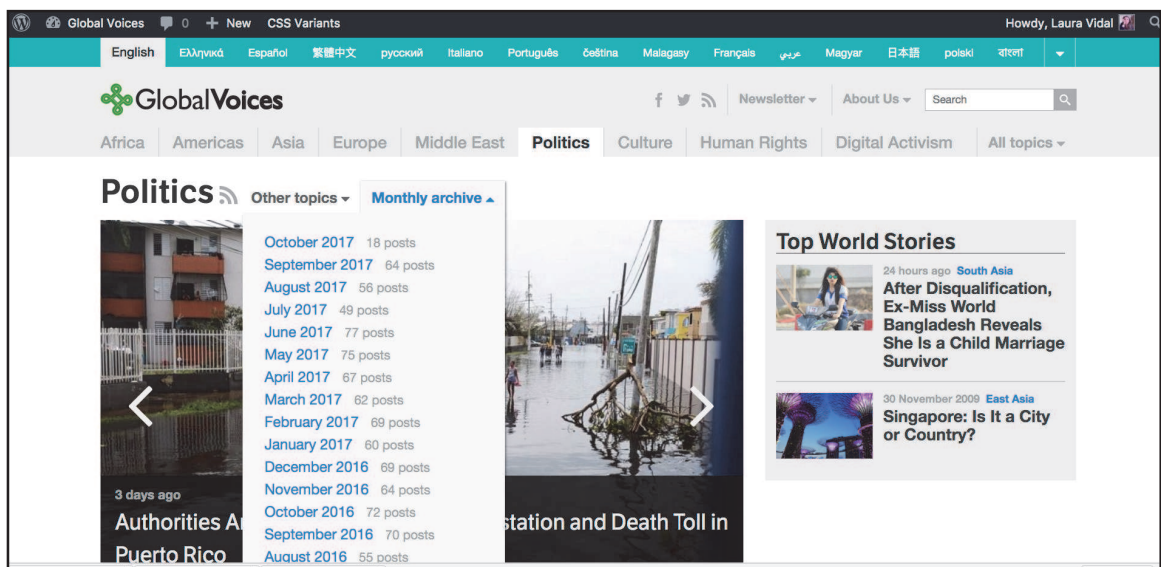 Global Voices 0 New CSS Variants Howdy, Laura Vidal
English Ελληνικά Español 繁體中文 русский Italiano Português čeština Malagasy Français عربي Magyar 日本語 polski বাংলা
GlobalVoices Newsletter About Us Search
Africa Americas Asia Europe Middle East Politics Culture Human Rights Digital Activism All topics
Politics Other topics Monthly archive
October 2017 18 posts
September 2017 64 posts
August 2017 56 posts
July 2017 49 posts
June 2017 77 posts
May 2017 75 posts
April 2017 67 posts
March 2017 62 posts
February 2017 69 posts
January 2017 60 posts
December 2016 69 posts
November 2016 64 posts
October 2016 72 posts
September 2016 70 posts
August 2016 55 posts
3 days ago
Authorities station and Death Toll in
Puerto Rico
Top World Stories
24 hours ago South Asia
After Disqualification,
Ex-Miss World
Bangladesh Reveals
She Is a Child Marriage
Survivor
30 November 2009 East Asia
Singapore: Is It a City
or Country?